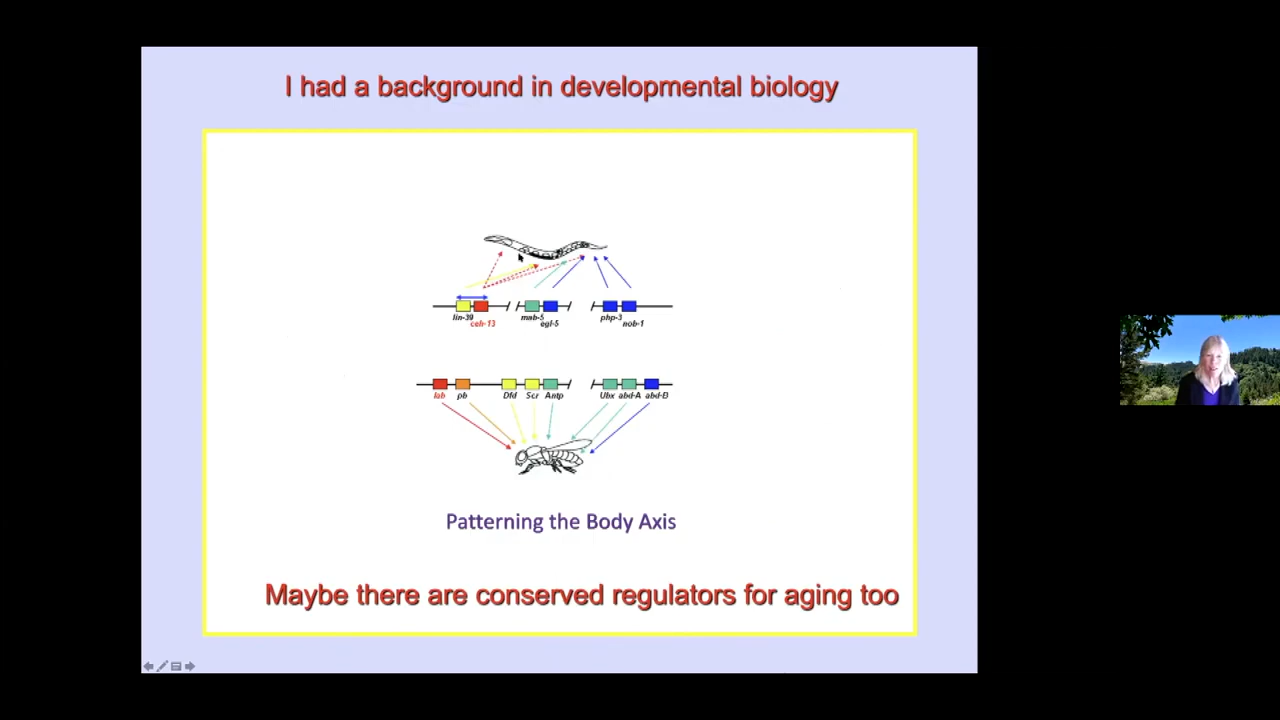 I had a background in developmental biology
lin-39 ceh-13 mab-5 egl-5 php-3 nob-1
lab pb Dfd Scr Antp Ubx abd-A abd-B
Patterning the Body Axis
Maybe there are conserved regulators for aging too